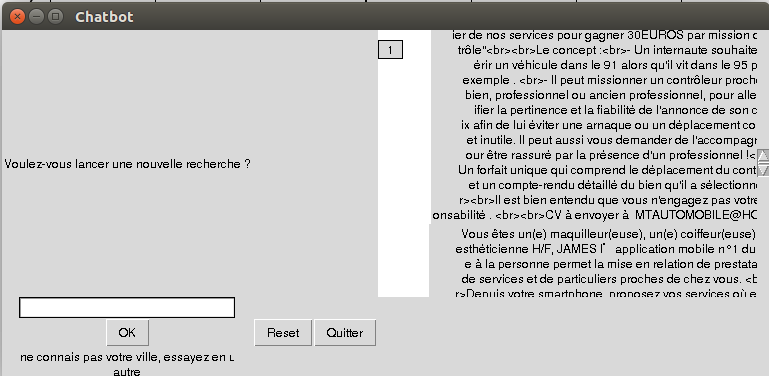 Chatbot
Voulez-vous lancer une nouvelle recherche ?
OK
Reset
Quitter
ne connais pas votre ville, essayez en u
autre
1
ier de nos services pour gagner 30EUROS par mission c
trôle"<br><br>Le concept :<br>- Un internaute souhaite
érir un véhicule dans le 91 alors qu'il vit dans le 95 p
exemple . <br>- Il peut missionner un contrôleur proch
bien, professionnel ou ancien professionnel, pour alle
ifier la pertinence et la fiabilité de l'annonce de son c
ix afin de lui éviter une arnaque ou un déplacement co
et inutile. Il peut aussi vous demander de l'accompagr
our être rassuré par la présence d'un professionnel !<
Un forfait unique qui comprend le déplacement du cont
et un compte-rendu détaillé du bien qu'il a sélectionn
r><br>Il est bien entendu que vous n'engagez pas votre
onsabilité . <br><br>CV à envoyer à MTAUTOMOBILE@HO
Vous êtes un(e) maquilleur(euse), un(e) coiffeur(euse)
esthéticienne H/F, JAMES l' application mobile n°1 du
e à la personne permet la mise en relation de prestata
de services et de particuliers proches de chez vous. <b
r>Depuis votre smartphone, proposez vos services où e